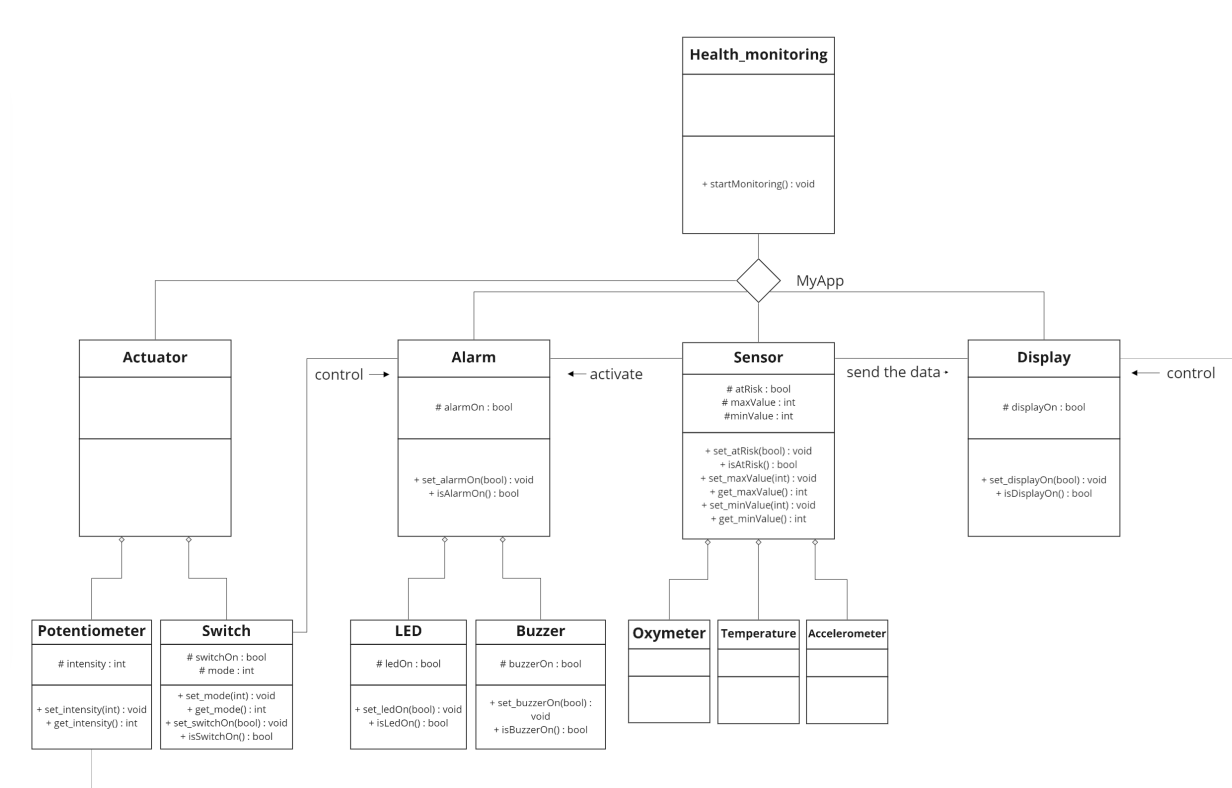 Health_monitoring
+ startMonitoring() : void
MyApp
Actuator
Alarm
# alarmOn : bool
+ set_alarmOn(bool) : void
+ isAlarmOn() : bool
Sensor
# atRisk : bool
# maxValue : int
#minValue : int
+ set_atRisk(bool) : void
+ isAtRisk() : bool
+ set_maxValue(int) : void
+ get_maxValue() : int
+ set_minValue(int) : void
+ get_minValue() : int
Display
# displayOn : bool
+ set_displayOn(bool) : void
+ isDisplayOn() : bool
control
activate
send the data
control
Potentiometer
# intensity : int
+ set_intensity(int) : void
+ get_intensity() : int
Switch
# switchOn : bool
# mode : int
+ set_mode(int) : void
+ get_mode() : int
+ set_switchOn(bool) : void
+ isSwitchOn() : bool
LED
# ledOn : bool
+ set_ledOn(bool) : void
+ isLedOn() : bool
Buzzer
# buzzerOn : bool
+ set_buzzerOn(bool) :
void
+ isBuzzerOn() : bool
Oxymeter
Temperature
Accelerometer